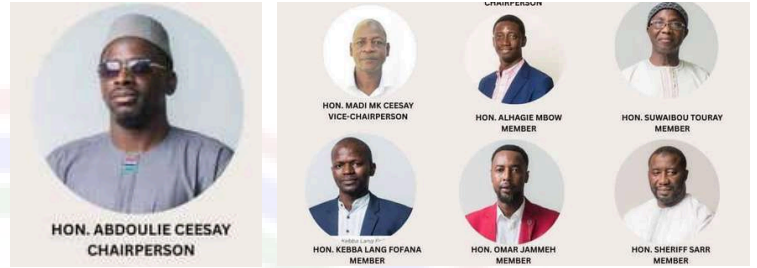 HON. ABDOULIE CEESAY
CHAIRPERSON
CHAIRPERSON
HON. MADI MK CEESAY
VICE-CHAIRPERSON
HON. ALHAGIE MBOW
MEMBER
HON. SUWAIBOU TOURAY
MEMBER
Kebba Lang F
HON. KEBBA LANG FOFANA
MEMBER
HON. OMAR JAMMEH
MEMBER
HON. SHERIFF SARR
MEMBER